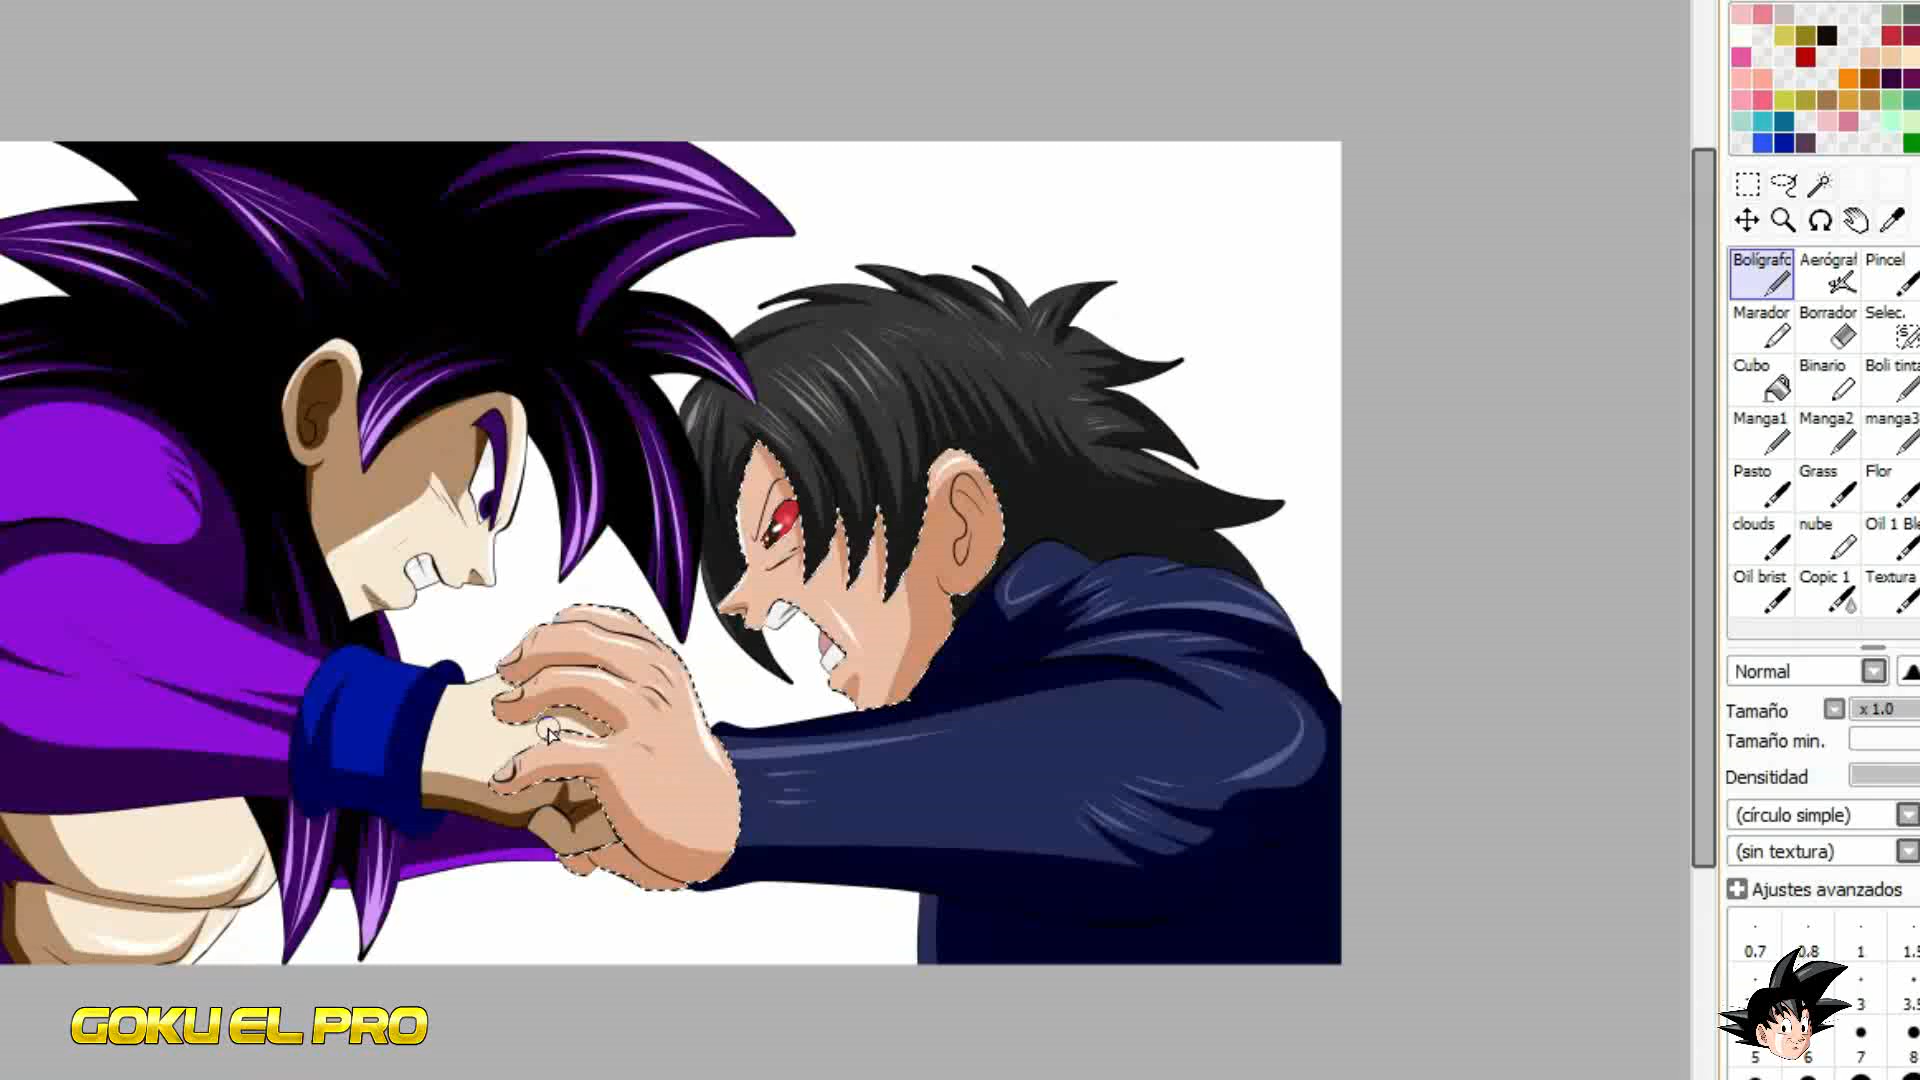 Bolígrafo Aerógraf Pincel
Marador Borrador Selec.
Cubo Binario Boli tinta
Manga1 Manga2 manga3
Pasto Grass Flor
clouds nube Oil 1 Ble
Oil brist Copic 1 Textura
Normal
Tamaño x 1.0
Tamaño min.
Densitidad
(círculo simple)
(sin textura)
Ajustes avanzados
0.7 0.8 1 1.5
3 3.5
5 6 7 8
GOKU EL PRO